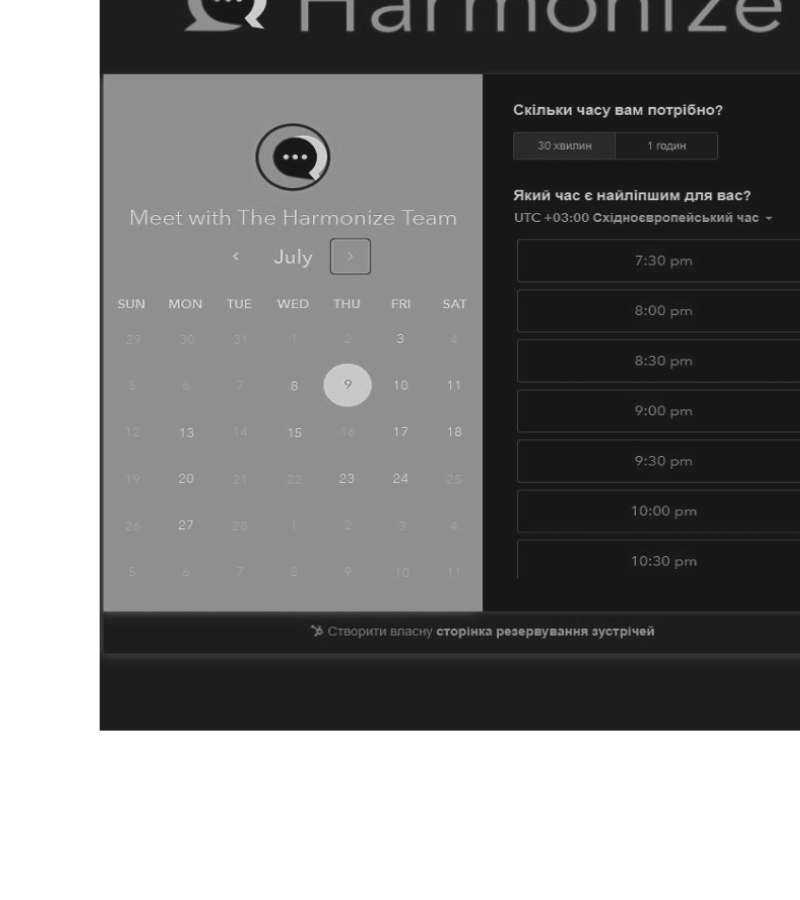 Harmonize
Meet with The Harmonize Team
July
SUN MON TUE WED THU FRI SAT
29 30 31 1 2 3 4
5 6 7 8 9 10 11
12 13 14 15 16 17 18
19 20 21 22 23 24 25
26 27 28 1 2 3 4
5 6 7 8 9 10 11
Скільки часу вам потрібно?
30 хвилин 1 годин
Який час є найліпшим для вас?
UTC +03:00 Східноєвропейський час
7:30 pm
8:00 pm
8:30 pm
9:00 pm
9:30 pm
10:00 pm
10:30 pm
Створити власну сторінка резервування зустрічей